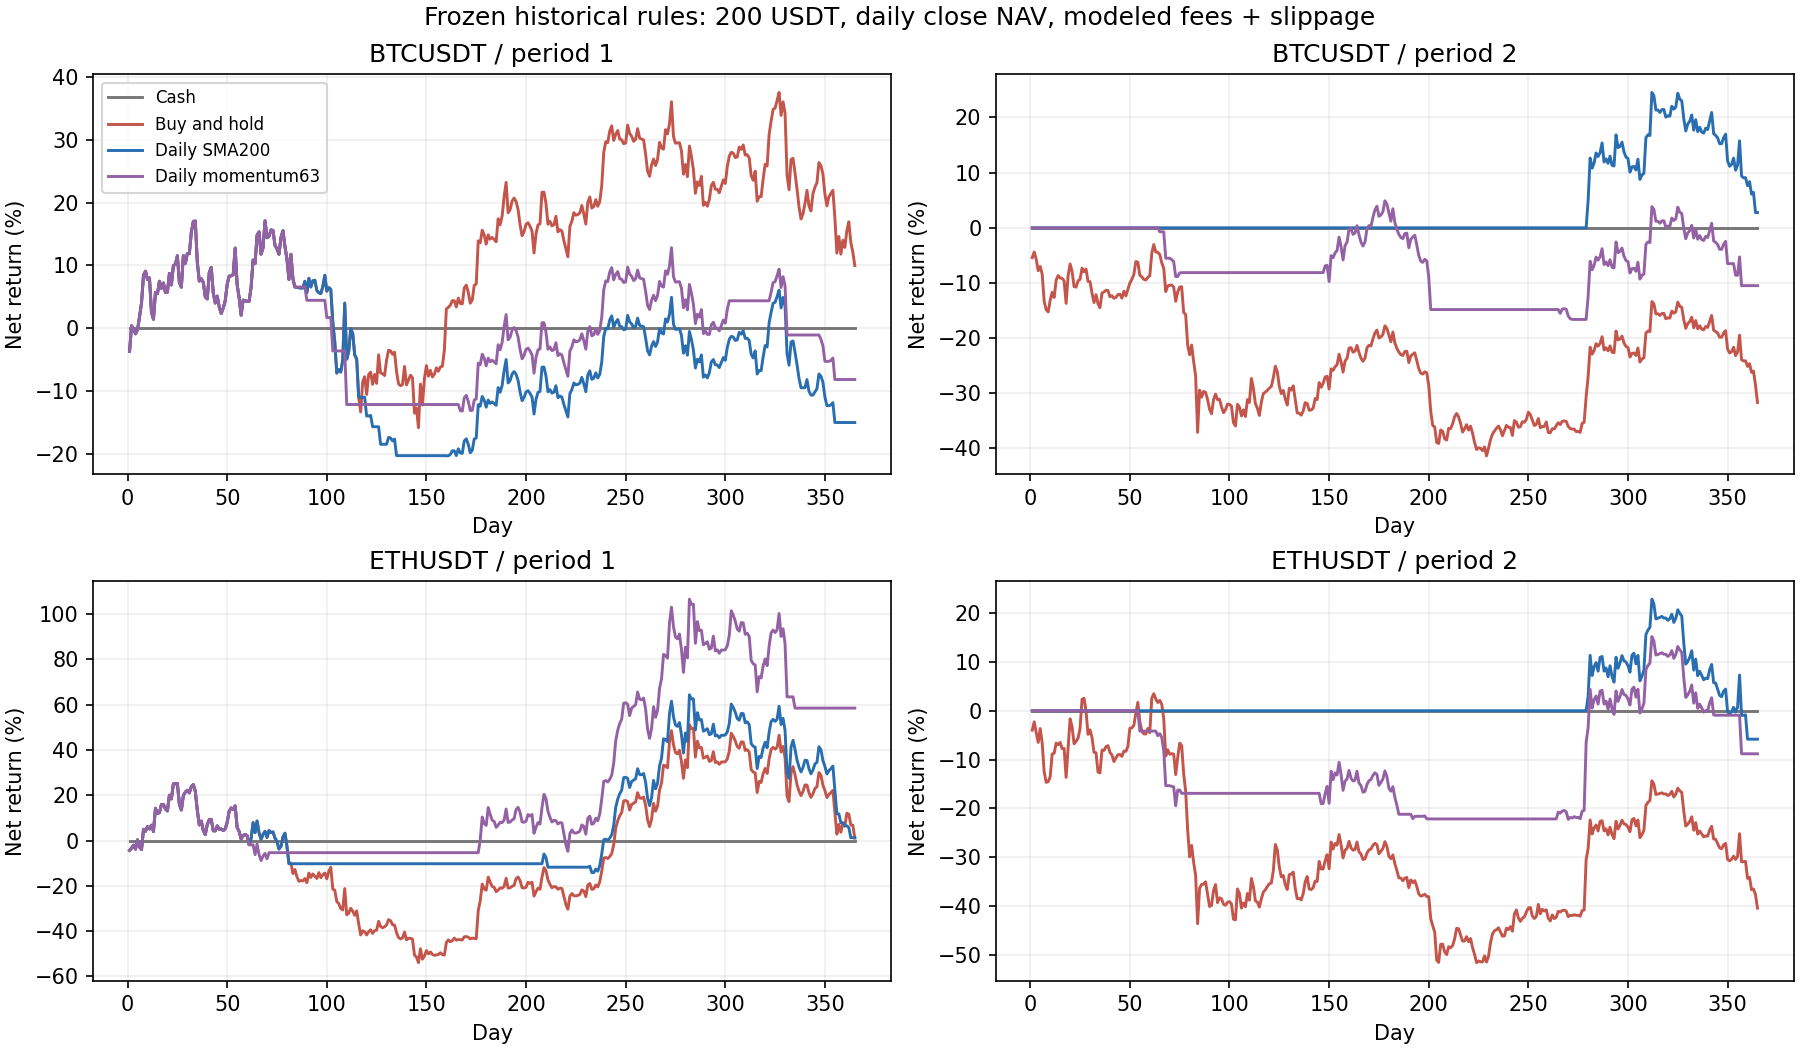 Frozen historical rules: 200 USDT, daily close NAV, modeled fees + slippage
BTCUSDT / period 1
Net return (%)
40
30
20
10
0
−10
−20
Cash
Buy and hold
Daily SMA200
Daily momentum63
0 50 100 150 200 250 300 350
Day
BTCUSDT / period 2
Net return (%)
20
10
0
−10
−20
−30
−40
0 50 100 150 200 250 300 350
Day
ETHUSDT / period 1
Net return (%)
100
80
60
40
20
0
−20
−40
−60
0 50 100 150 200 250 300 350
Day
ETHUSDT / period 2
Net return (%)
20
10
0
−10
−20
−30
−40
−50
0 50 100 150 200 250 300 350
Day